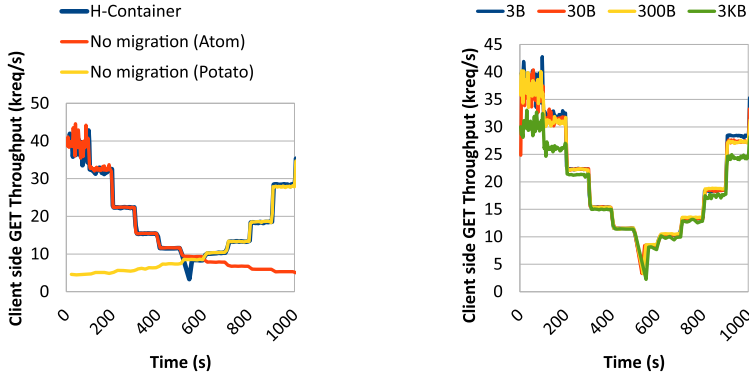 H-Container
No migration (Atom)
No migration (Potato)
Client side GET Throughput (kreq/s)
50
40
30
20
10
0
0 200 400 600 800 1000
Time (s)
3B 30B 300B 3KB
Client side GET Throughput (kreq/s)
45
40
35
30
25
20
15
10
5
0
0 200 400 600 800 1000
Time (s)